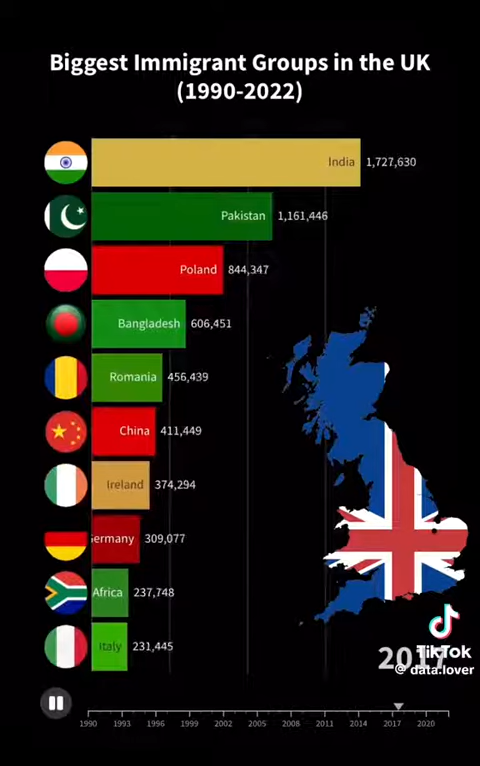 Biggest Immigrant Groups in the UK
(1990-2022)
India 1,727,630
Pakistan 1,161,446
Poland 844,347
Bangladesh 606,451
Romania 456,439
China 411,449
Ireland 374,294
Germany 309,077
Africa 237,748
Italy 231,445
2017
TikTok
@data.lover
1990 1993 1996 1999 2002 2005 2008 2011 2014 2017 2020